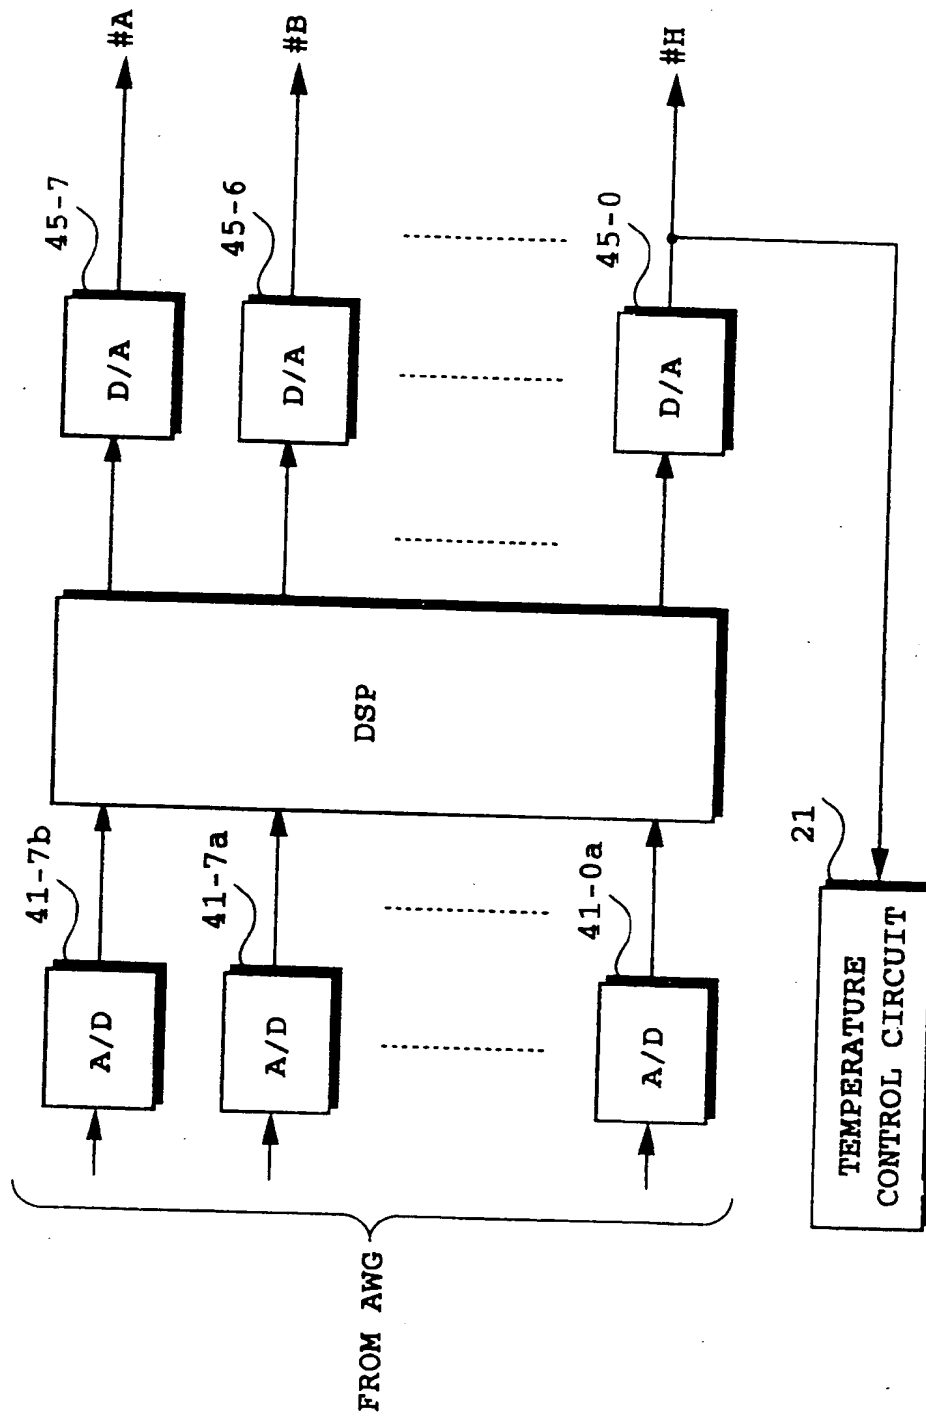 FROM AWG
A/D
41-7b
A/D
41-7a
A/D
41-0a
DSP
D/A
45-7
#A
D/A
45-6
#B
D/A
45-0
#H
TEMPERATURE
CONTROL CIRCUIT
21